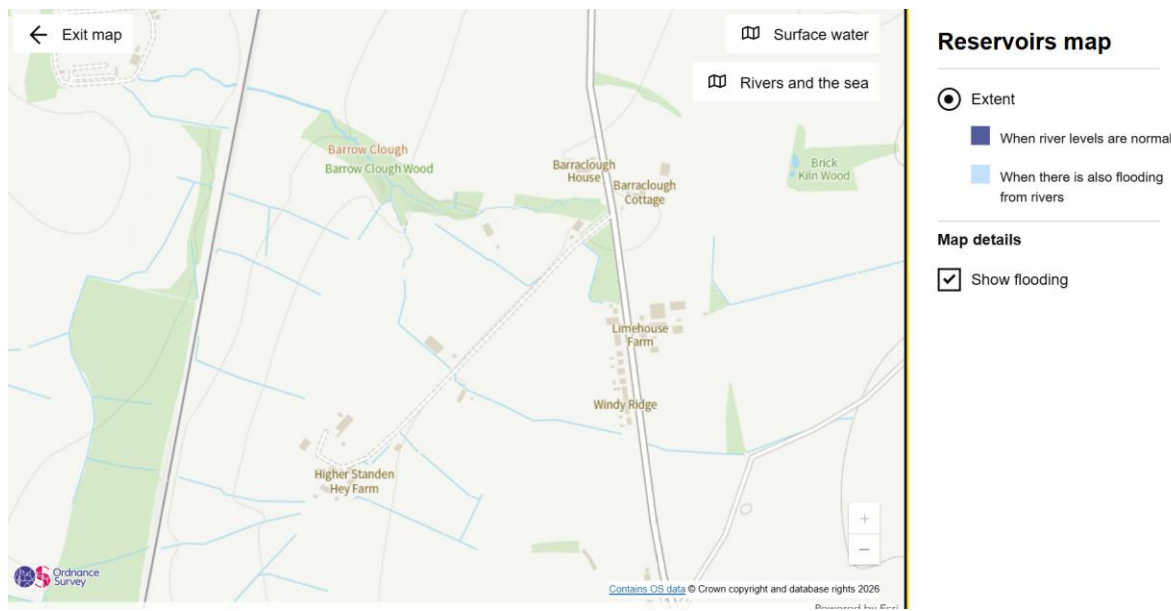 Exit map
Surface water
Rivers and the sea
Barrow Clough
Barrow Clough Wood
Barraclough
House
Barraclough
Cottage
Brick
Kiln Wood
Limehouse
Farm
Windy Ridge
Higher Standen
Hey Farm
+
−
Ordnance
Survey
Contains OS data © Crown copyright and database rights 2026
Powered by Esri
Reservoirs map
Extent
When river levels are normal
When there is also flooding
from rivers
Map details
Show flooding